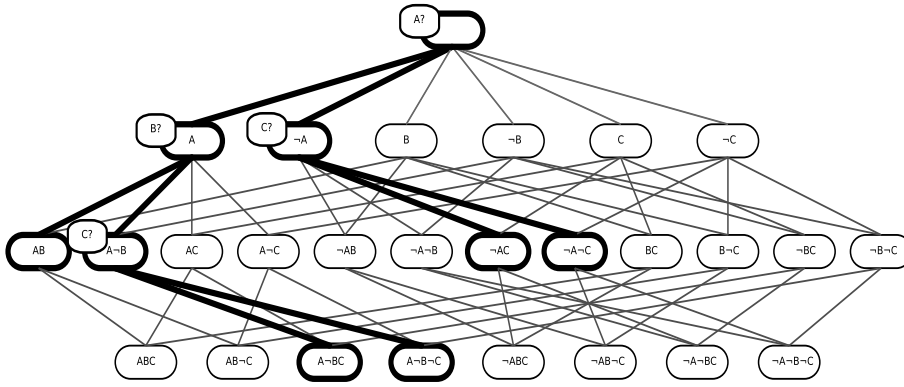 A?
B? A C? ¬A B ¬B C ¬C
AB C? A¬B AC A¬C ¬AB ¬A¬B ¬AC ¬A¬C BC B¬C ¬BC ¬B¬C
ABC AB¬C A¬BC A¬B¬C ¬ABC ¬AB¬C ¬A¬BC ¬A¬B¬C